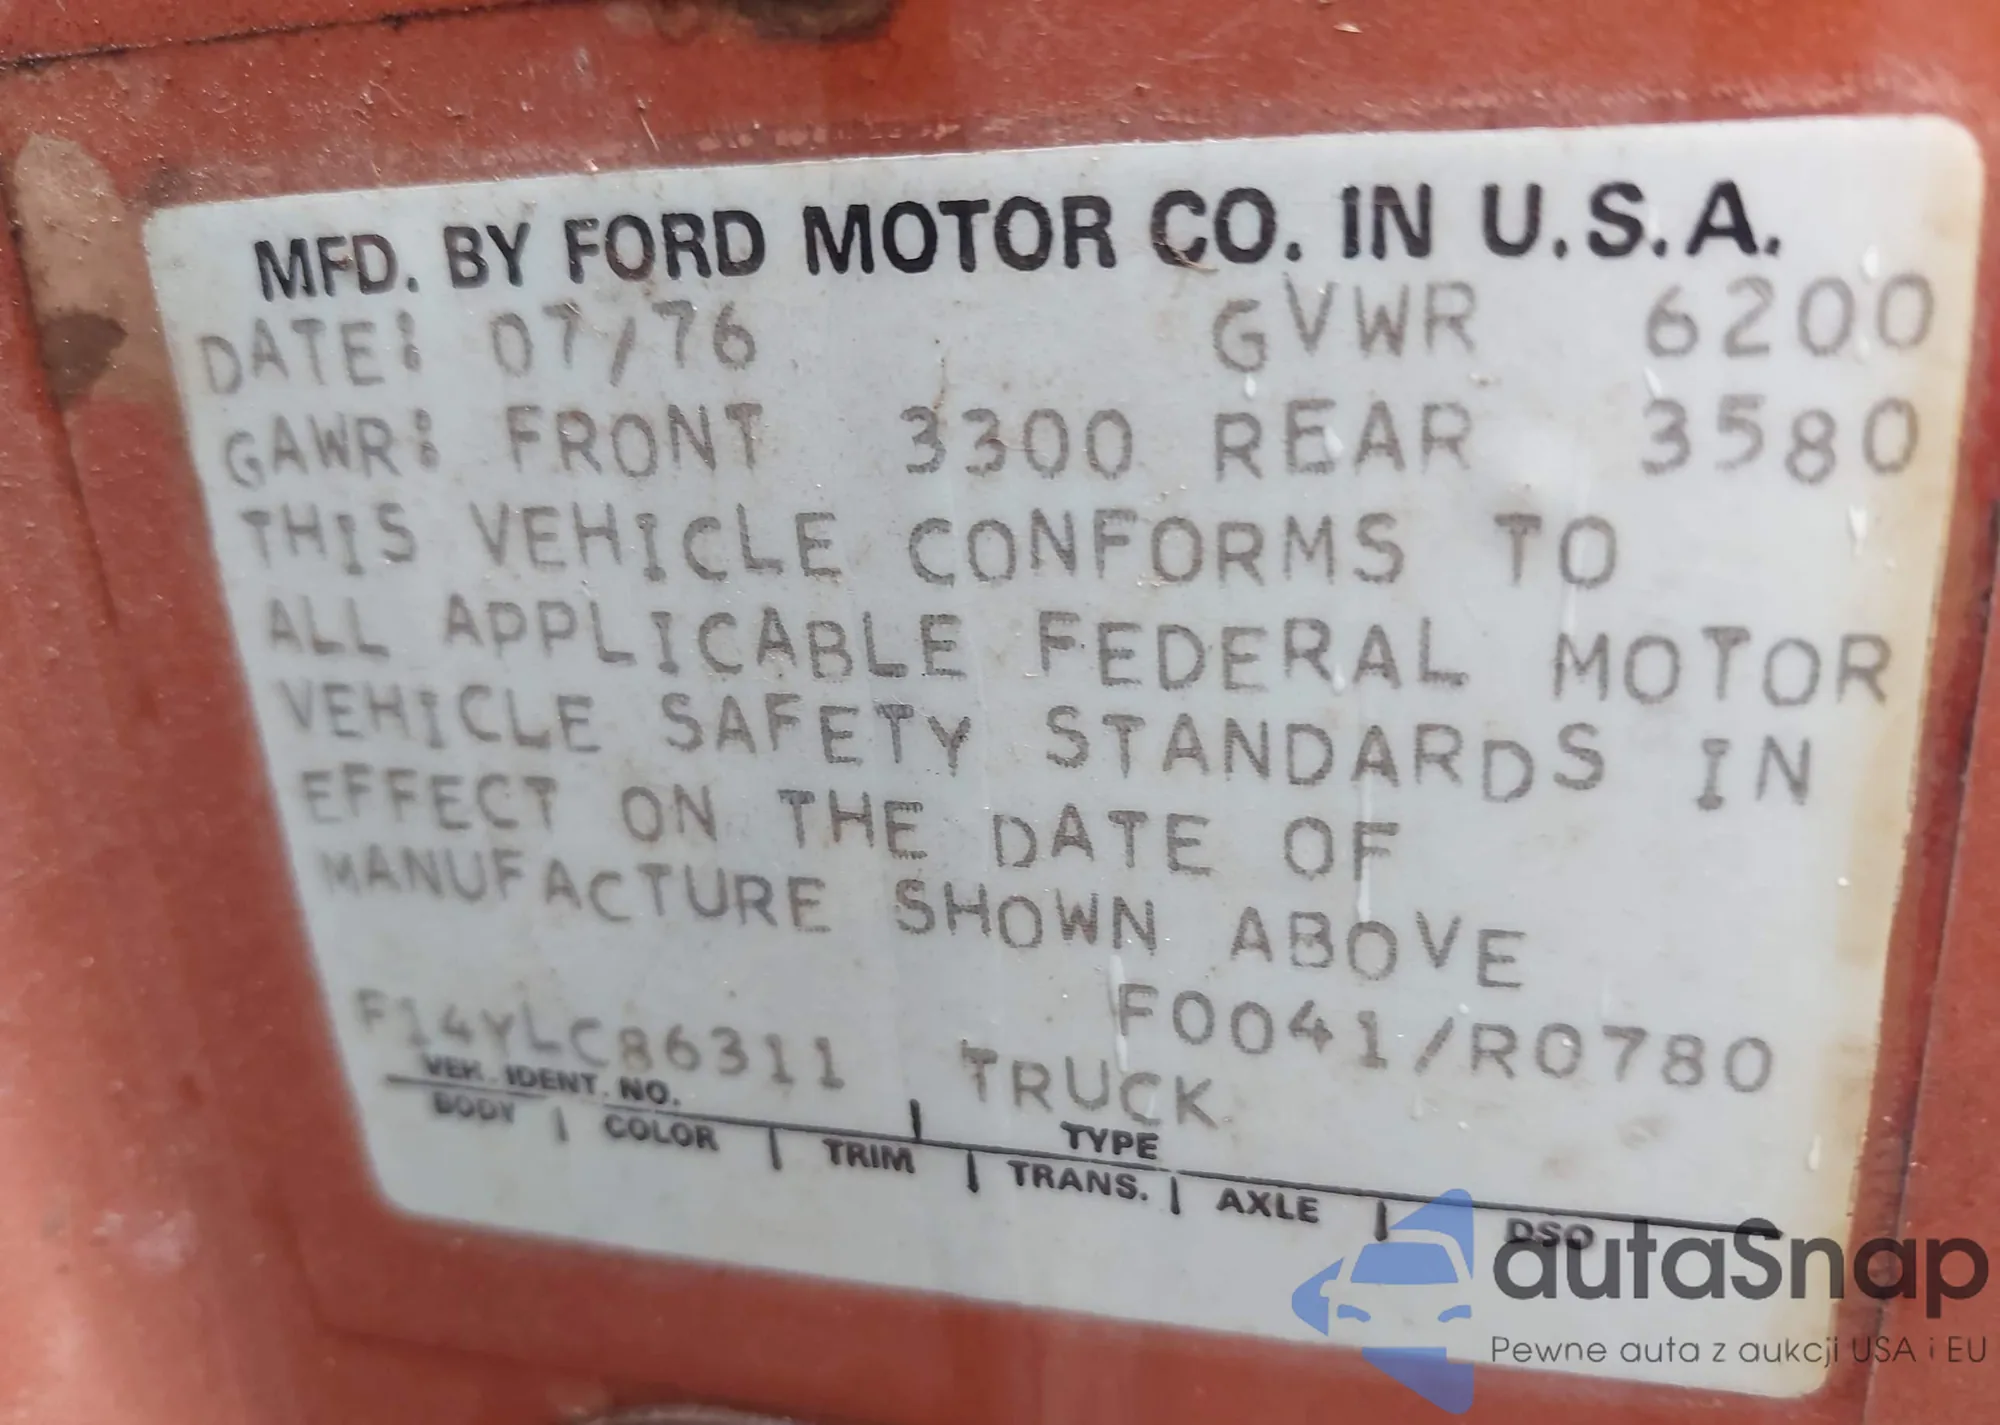 MFD. BY FORD MOTOR CO. IN U.S.A.
DATE: 07/76 GVWR 6200
GAWR: FRONT 3300 REAR 3580
THIS VEHICLE CONFORMS TO
ALL APPLICABLE FEDERAL MOTOR
VEHICLE SAFETY STANDARDS IN
EFFECT ON THE DATE OF
MANUFACTURE SHOWN ABOVE
F0041/R0780
F14YLC86311 TRUCK
VEH. IDENT. NO. TYPE
BODY | COLOR | TRIM | TRANS. | AXLE | DSO
autaSnap
Pewne auta z aukcji USA i EU